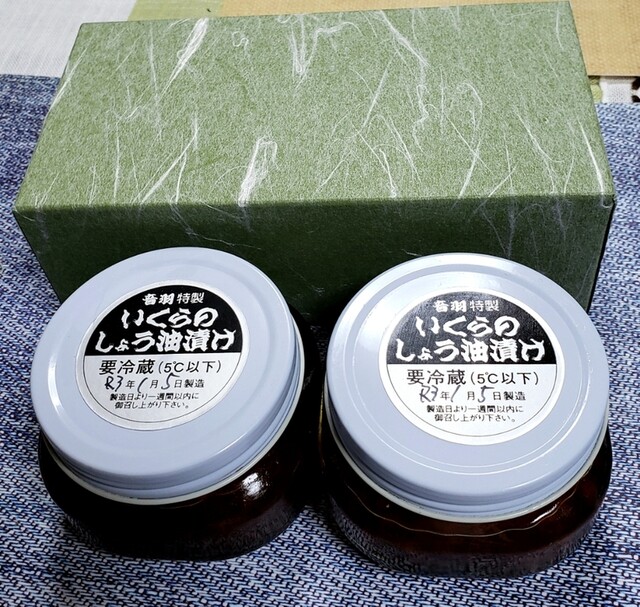 音羽特製
いくらの
しょう油漬け
要冷蔵(5℃以下)
R3年1月5日製造
製造日より一週間以内に
御召し上がり下さい。
音羽特製
いくらの
しょう油漬け
要冷蔵(5℃以下)
R3年1月5日製造
製造日より一週間以内に
御召し上がり下さい。